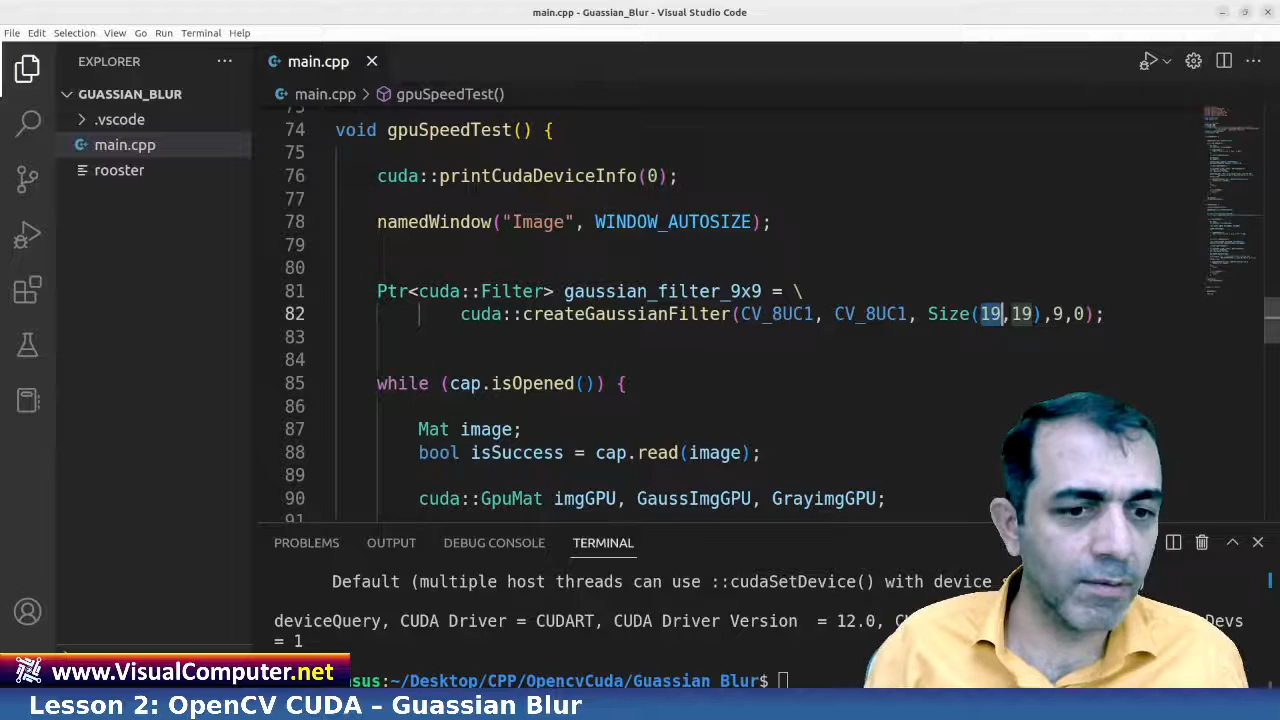 main.cpp - Guassian_Blur - Visual Studio Code
File Edit Selection View Go Run Terminal Help
EXPLORER
main.cpp
GUASSIAN_BLUR
main.cpp > gpuSpeedTest()
.vscode
main.cpp
rooster
74 void gpuSpeedTest() {
75
76 cuda::printCudaDeviceInfo(0);
77
78 namedWindow("Image", WINDOW_AUTOSIZE);
79
80
81 Ptr<cuda::Filter> gaussian_filter_9x9 = \
82 cuda::createGaussianFilter(CV_8UC1, CV_8UC1, Size(19,19),9,0);
83
84
85 while (cap.isOpened()) {
86
87 Mat image;
88 bool isSuccess = cap.read(image);
89
90 cuda::GpuMat imgGPU, GaussImgGPU, GrayimgGPU;
PROBLEMS OUTPUT DEBUG CONSOLE TERMINAL
Default (multiple host threads can use ::cudaSetDevice() with device
deviceQuery, CUDA Driver = CUDART, CUDA Driver Version = 12.0,
= 1
:~/Desktop/CPP/OpencvCuda/Guassian_Blur$
www.VisualComputer.net
Lesson 2: OpenCV CUDA – Guassian Blur